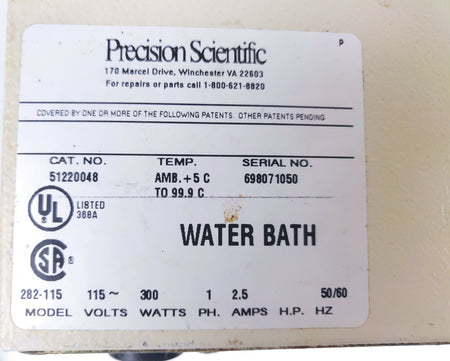 Precision Scientific
P
170 Marcel Drive, Winchester VA 22603
For repairs or parts call 1-800-621-8820
COVERED BY ONE OR MORE OF THE FOLLOWING PATENTS, OTHER PATENTS PENDING
CAT. NO. TEMP. SERIAL NO.
51220048 AMB. +5 C 698071050
TO 99.9 C
UL LISTED
368A
WATER BATH
SA ®
282-115 115~ 300 1 2.5 50/60
MODEL VOLTS WATTS PH. AMPS H.P. HZ